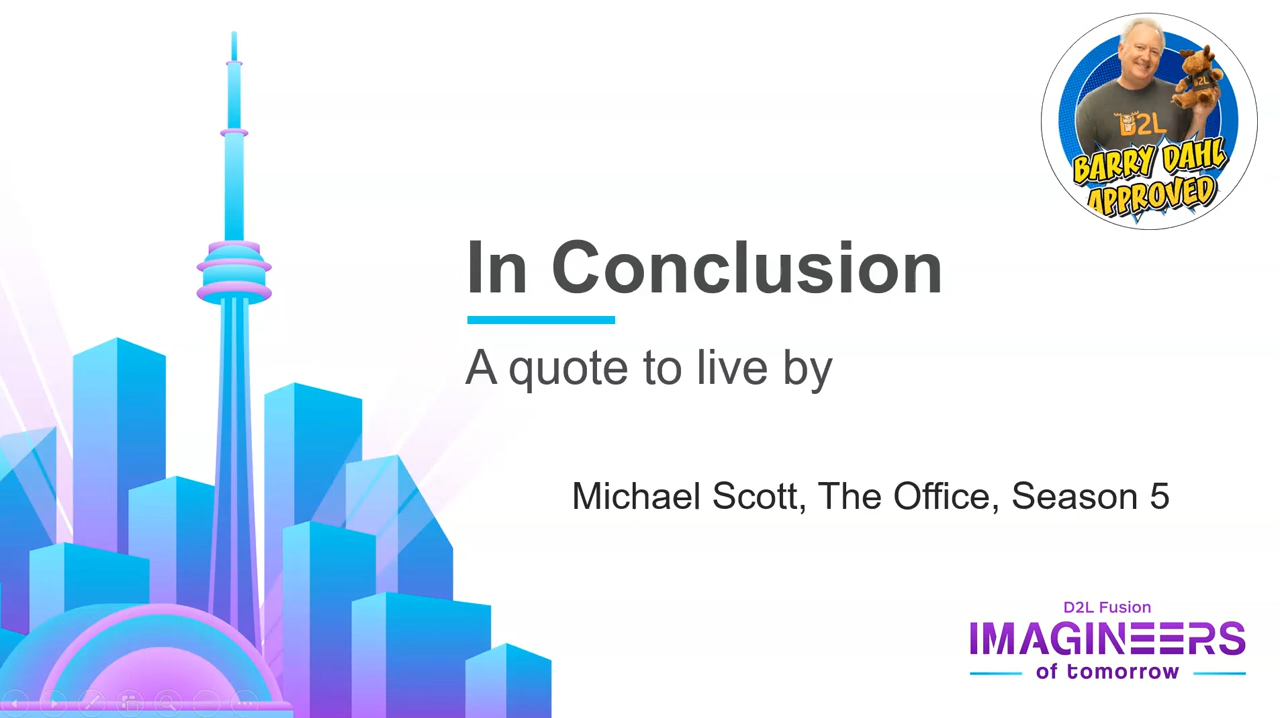 D2L
D2L
BARRY DAHL
APPROVED
In Conclusion
A quote to live by
Michael Scott, The Office, Season 5
D2L Fusion
IMAGINEERS
of tomorrow